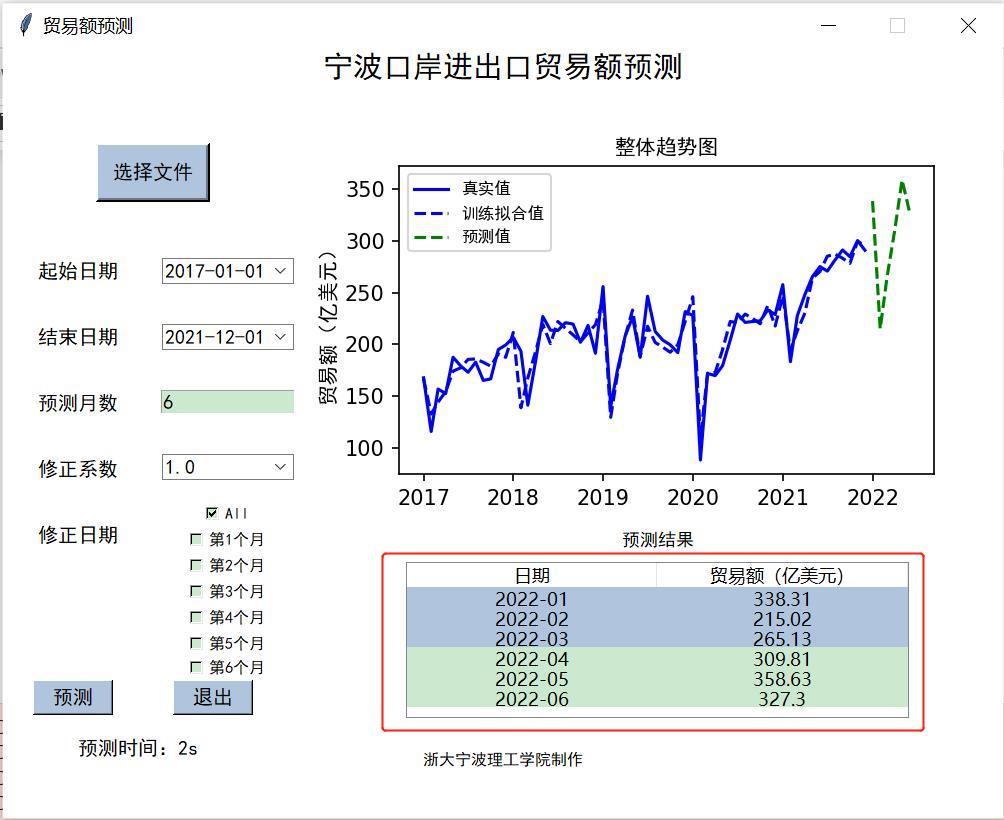 贸易额预测
宁波口岸进出口贸易额预测
选择文件
起始日期 2017-01-01
结束日期 2021-12-01
预测月数 6
修正系数 1.0
修正日期
All
第1个月
第2个月
第3个月
第4个月
第5个月
第6个月
预测 退出
预测时间：2s
整体趋势图
真实值
训练拟合值
预测值
贸易额（亿美元）
350
300
250
200
150
100
2017 2018 2019 2020 2021 2022
预测结果
日期 贸易额（亿美元）
2022-01 338.31
2022-02 215.02
2022-03 265.13
2022-04 309.81
2022-05 358.63
2022-06 327.3
浙大宁波理工学院制作